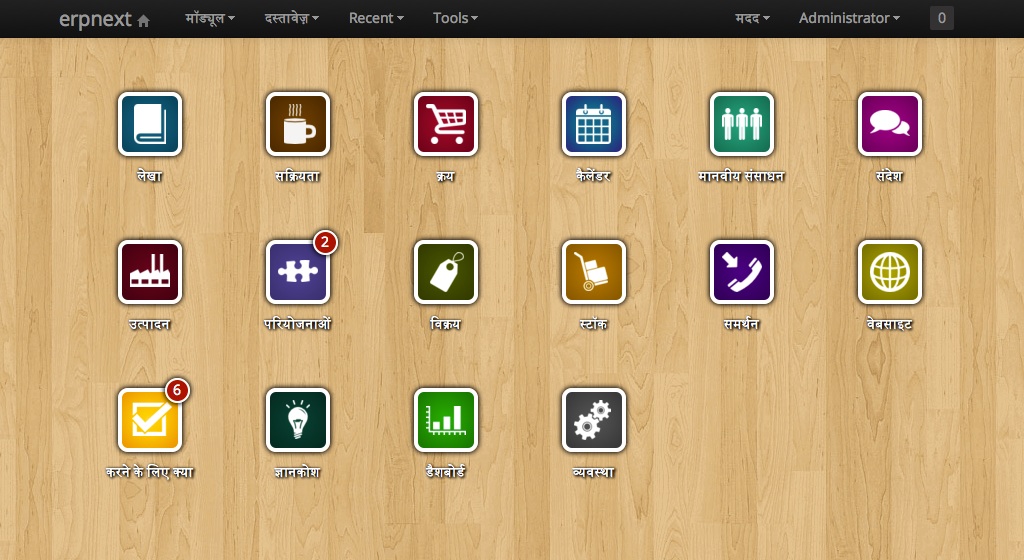 erpnext मॉड्यूल दस्तावेज़ Recent Tools मदद Administrator 0
लेखा सक्रियता क्रय कैलेंडर मानवीय संसाधन संदेश
2
उत्पादन परियोजनाओं विक्रय स्टॉक समर्थन वेबसाइट
6
करने के लिए क्या ज्ञानकोश डैशबोर्ड व्यवस्था